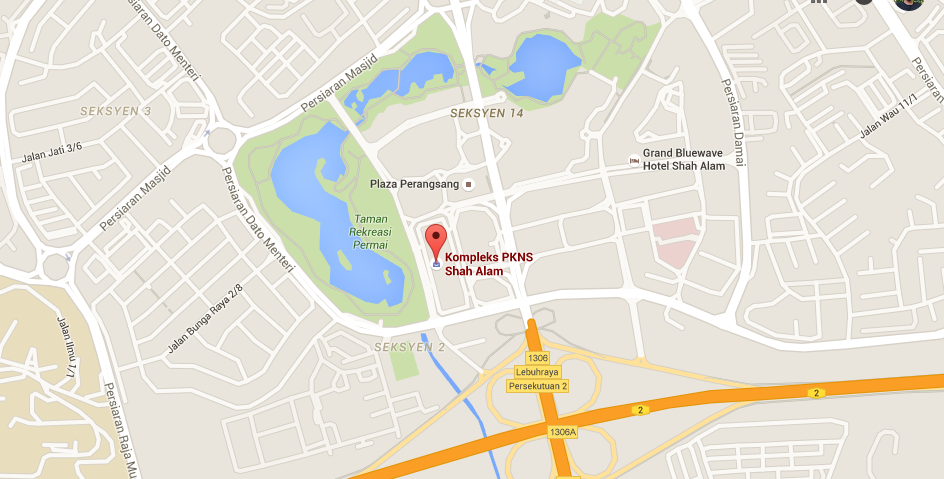 Persiaran Dato Menteri
Persiaran Masjid
SEKSYEN 3
SEKSYEN 14
Persiaran Damai
Jalan Wau 11/1
Jalan Jati 3/6
Grand Bluewave
Hotel Shah Alam
Plaza Perangsang
Persiaran Masjid
Persiaran Dato Menteri
Taman
Rekreasi
Permai
Kompleks PKNS
Shah Alam
Jalan Bunga Raya 2/8
Jalan Ilmu 1/1
SEKSYEN 2
1306
Lebuhraya
Persekutuan 2
2
2
1306A
Persiaran Raja Mu
Persiaran